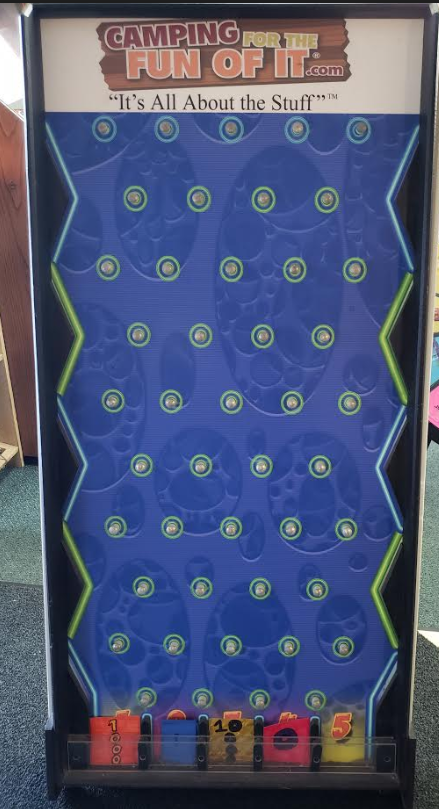 CAMPING FOR THE
FUN OF IT.com
"It's All About the Stuff"™
10
5